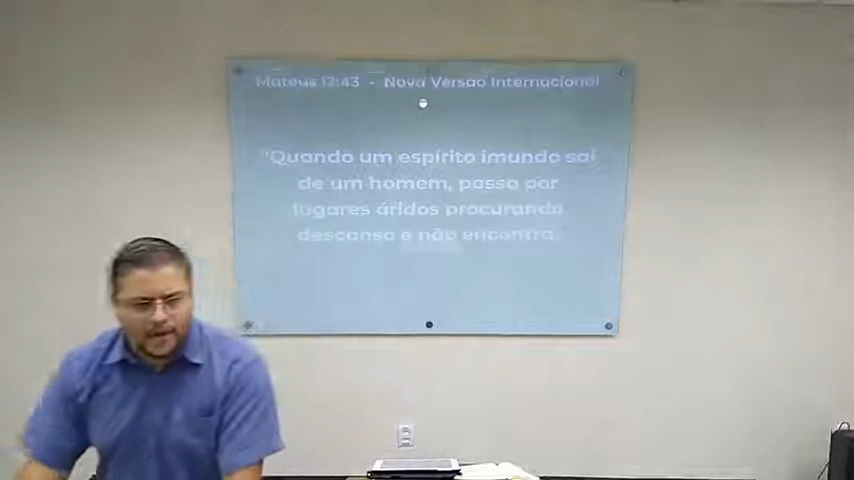 Mateus 12:43 - Nova Versão Internacional
"Quando um espírito imundo sai
de um homem, passa por
lugares áridos procurando
descanso e não encontra.